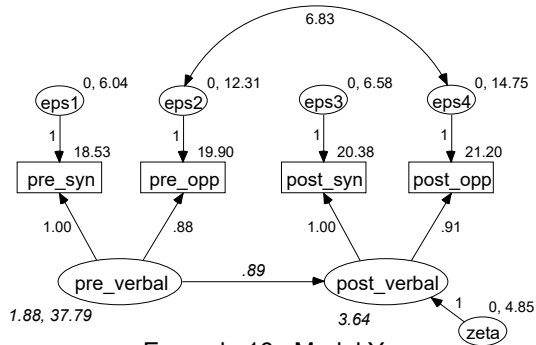 6.83
0, 6.04
0, 12.31
0, 6.58
0, 14.75
eps1
eps2
eps3
eps4
1
1
1
1
18.53
19.90
20.38
21.20
pre_syn
pre_opp
post_syn
post_opp
1.00
.88
1.00
.91
.89
pre_verbal
post_verbal
1.88, 37.79
3.64
1
0, 4.85
zeta